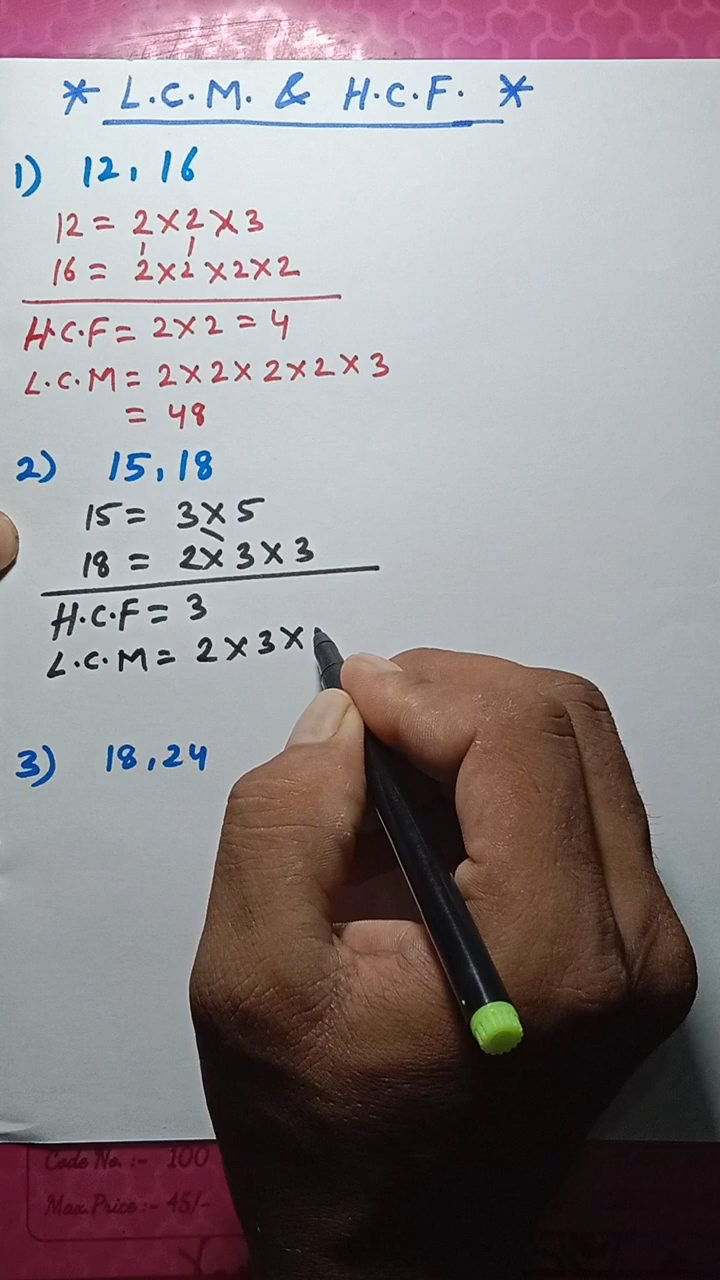 * L.C.M. & H.C.F. *
1) 12, 16
12 = 2×2×3
16 = 2×2×2×2
H.C.F = 2×2 = 4
L.C.M = 2×2×2×2×3
= 48
2) 15, 18
15 = 3×5
18 = 2×3×3
H.C.F = 3
L.C.M = 2×3×
3) 18, 24
Code No :- 100
Max. Price :- 45/-